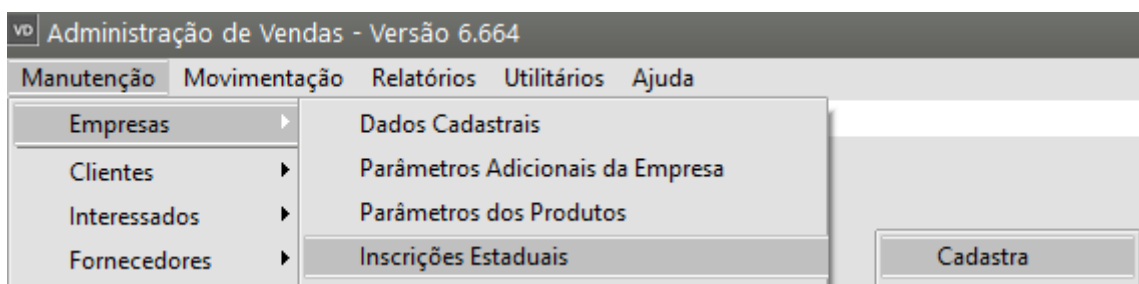 VD Administração de Vendas - Versão 6.664
Manutenção Movimentação Relatórios Utilitários Ajuda
Empresas Dados Cadastrais
Clientes Parâmetros Adicionais da Empresa
Interessados Parâmetros dos Produtos
Fornecedores Inscrições Estaduais Cadastra